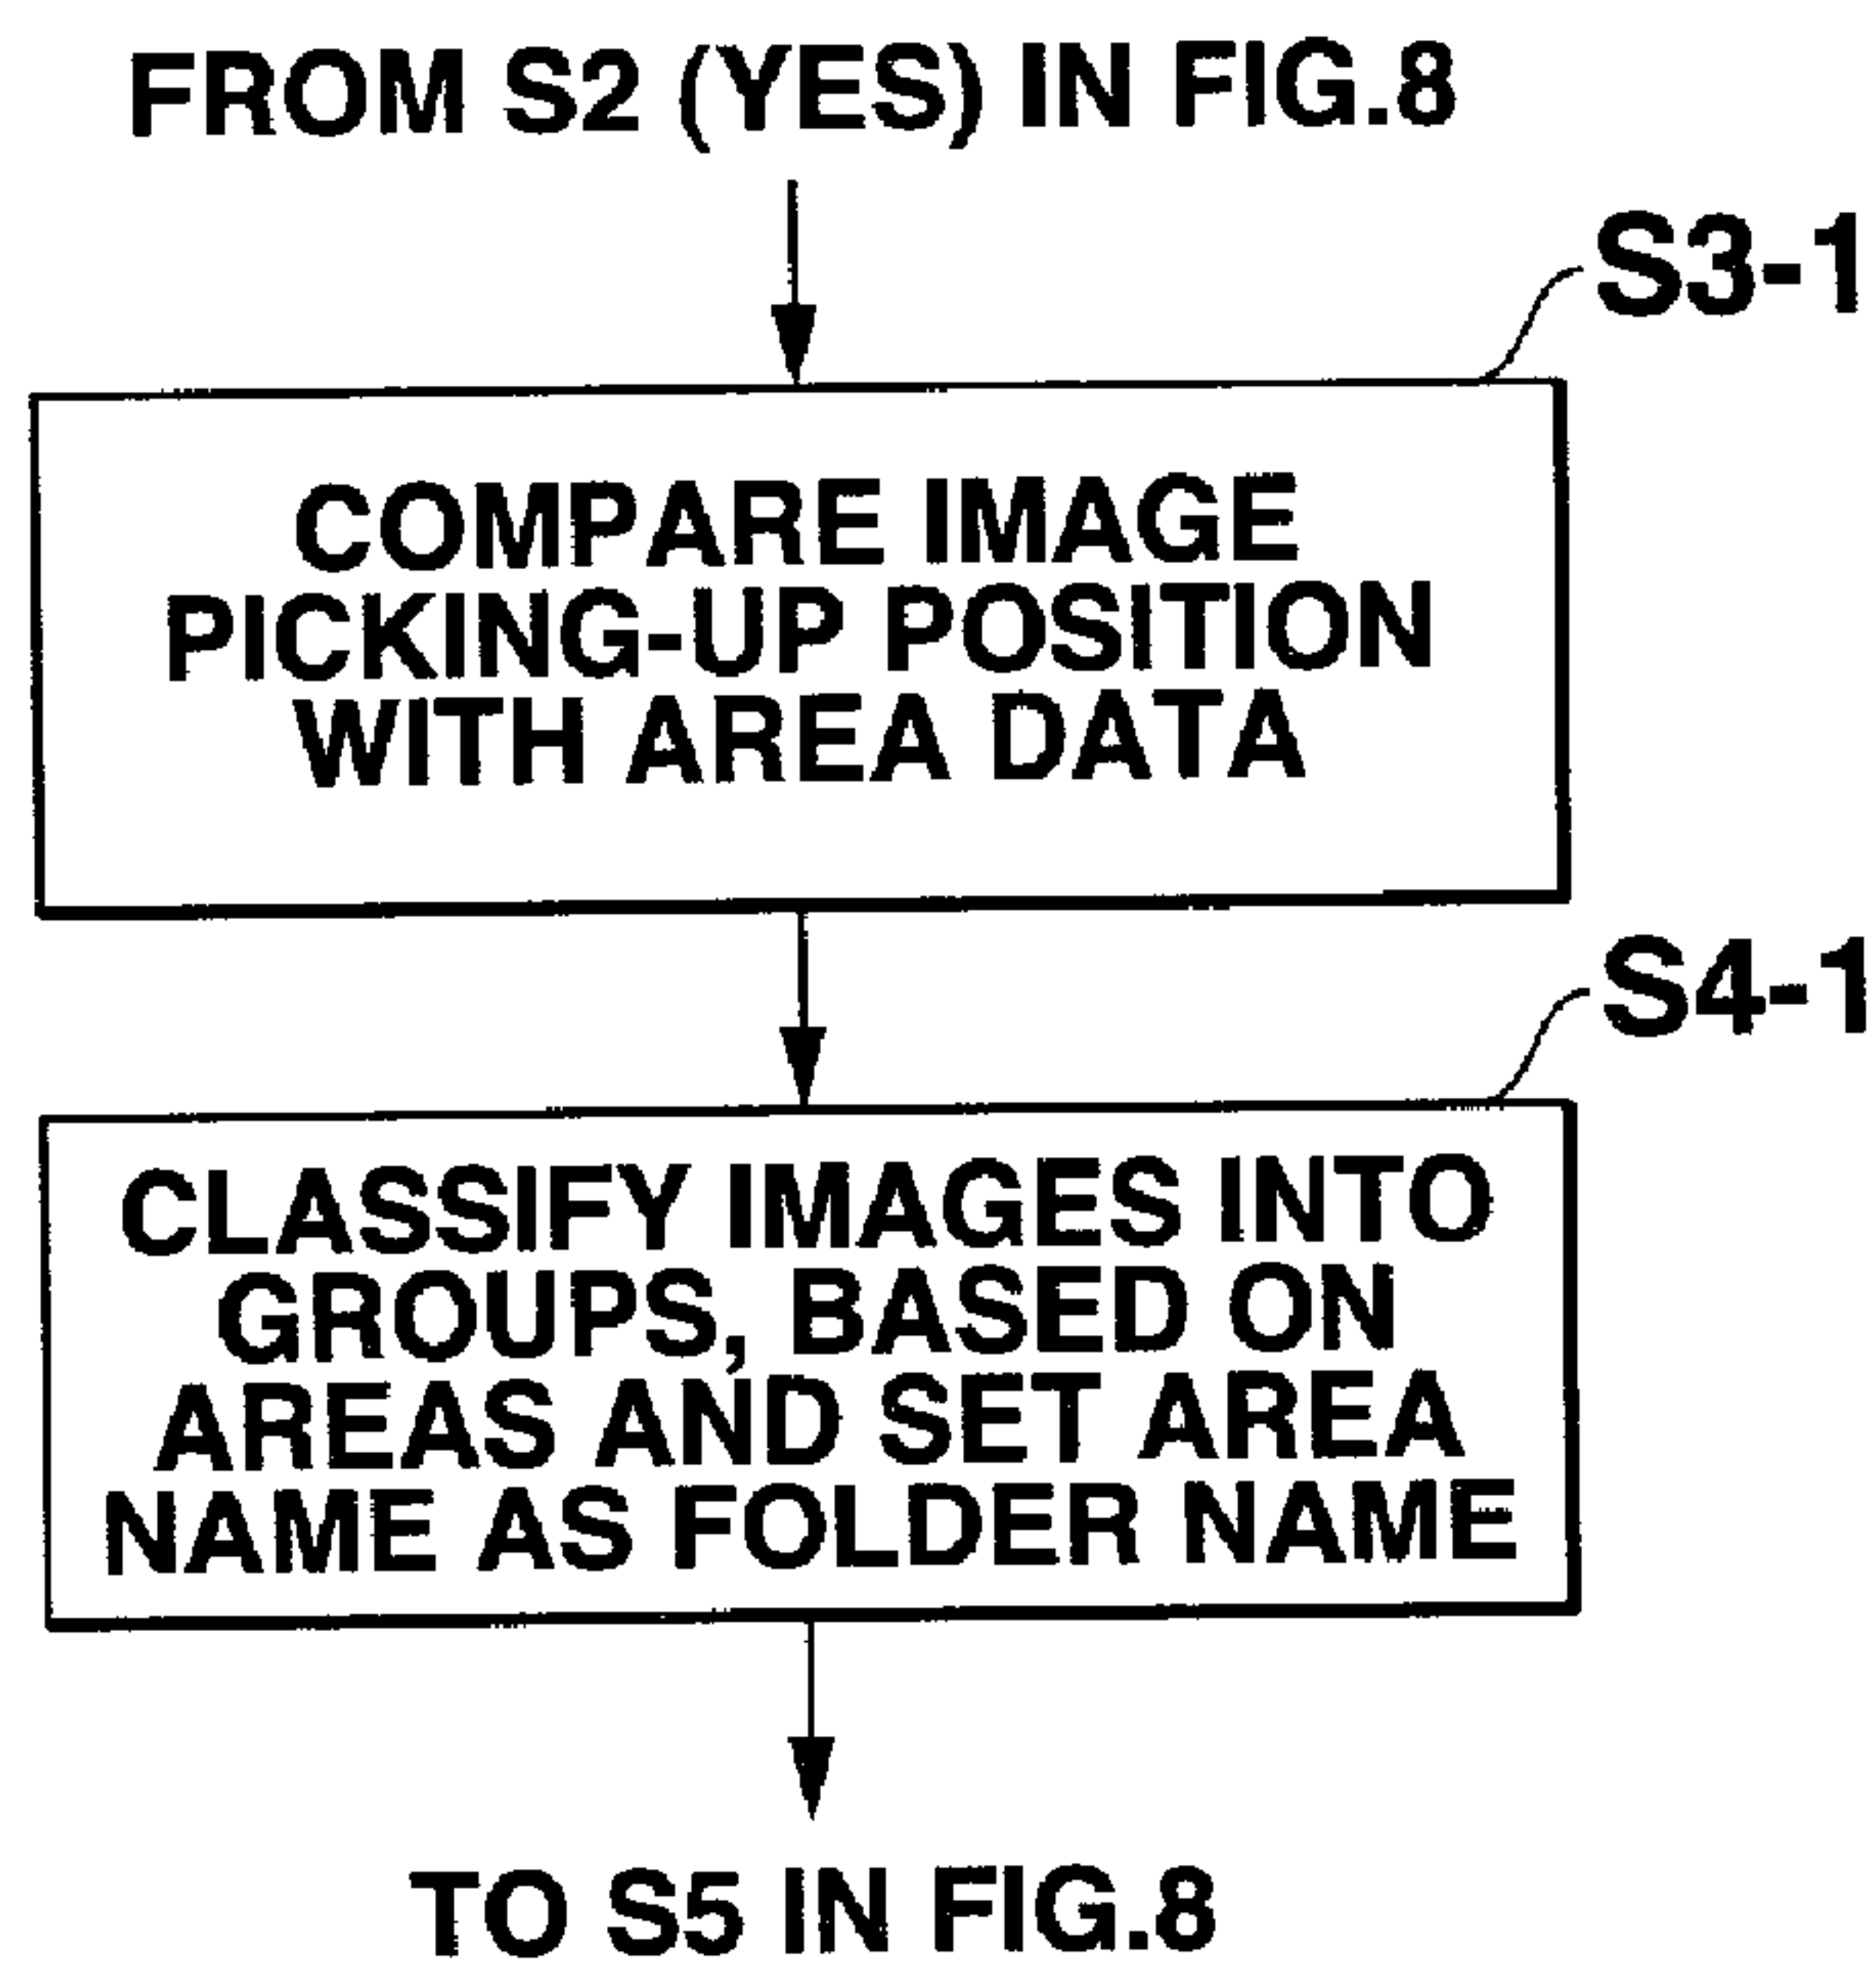 FROM S2 (YES) IN FIG.8
S3-1
COMPARE IMAGE
PICKING-UP POSITION
WITH AREA DATA
S4-1
CLASSIFY IMAGES INTO
GROUPS, BASED ON
AREAS AND SET AREA
NAME AS FOLDER NAME
TO S5 IN FIG.8